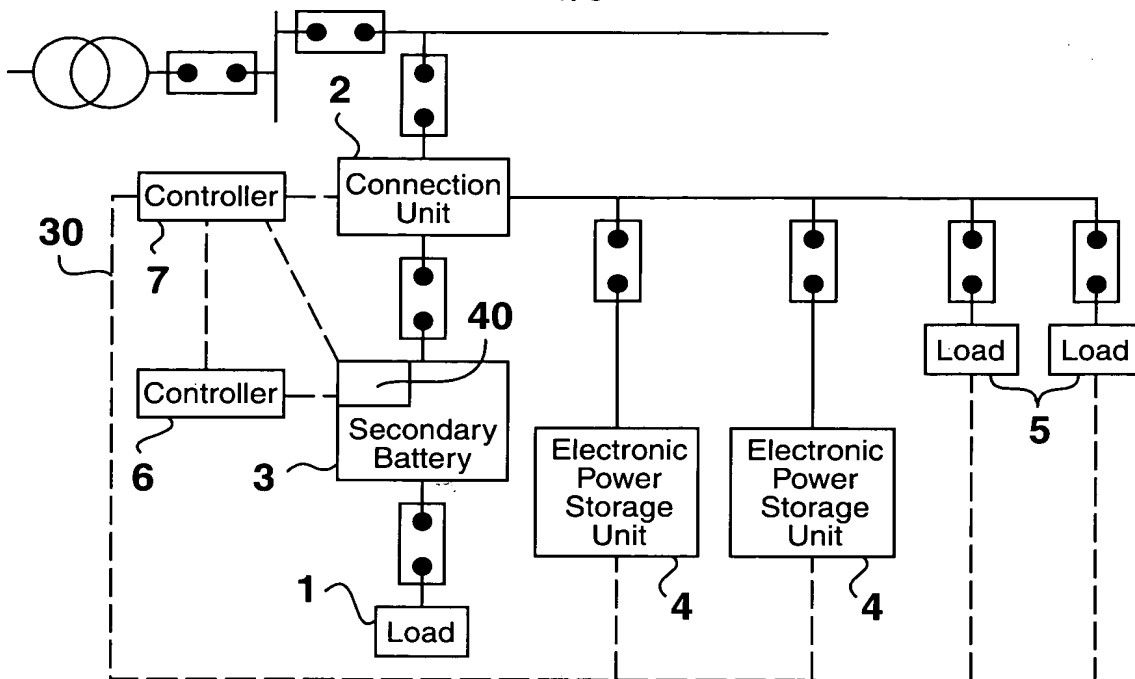 2
Controller
Connection
Unit
30
7
40
Controller
Load
Load
6
3
Secondary
Battery
Electronic
Power
Storage
Unit
Electronic
Power
Storage
Unit
5
1
Load
4
4